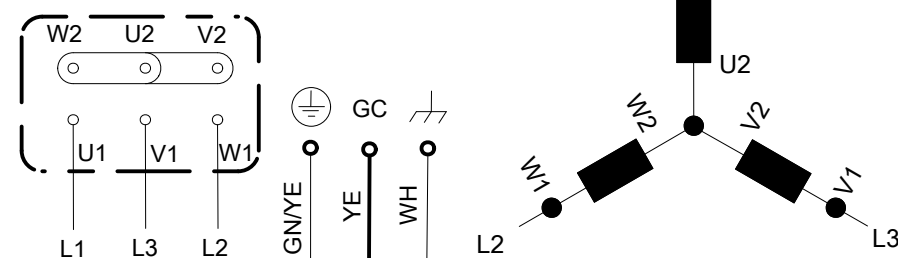 W2 U2 V2
U1 V1 W1
L1 L3 L2
GC
GN/YE YE WH
U2
W2 V2
W1 V1
L2 L3